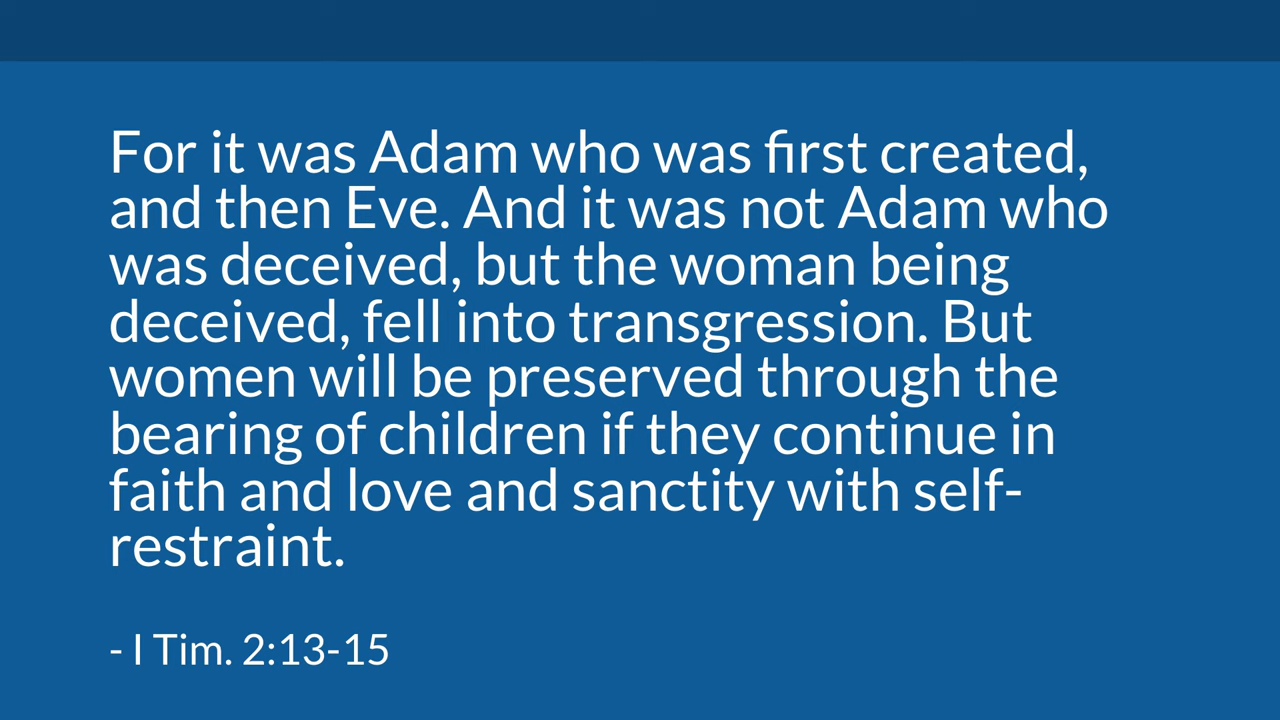 For it was Adam who was first created,
and then Eve. And it was not Adam who
was deceived, but the woman being
deceived, fell into transgression. But
women will be preserved through the
bearing of children if they continue in
faith and love and sanctity with self-
restraint.
- I Tim. 2:13-15